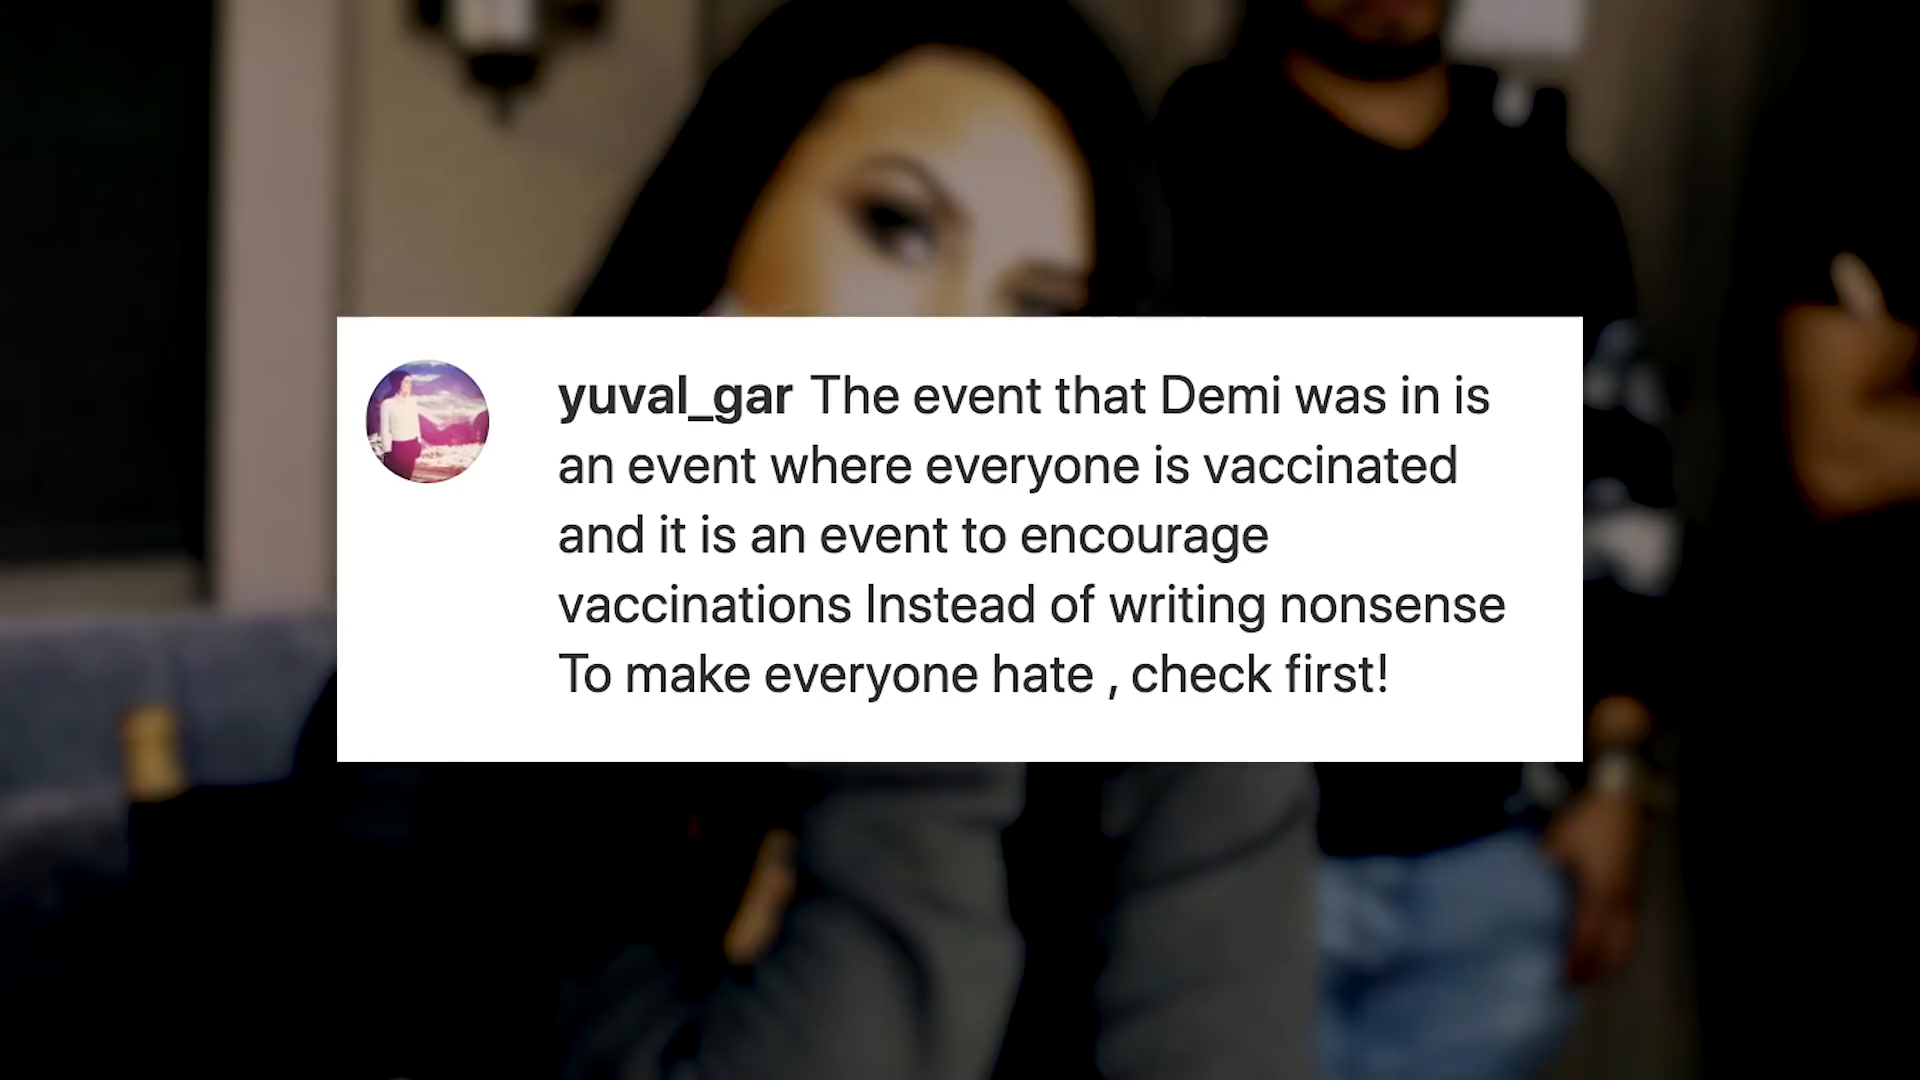 yuval_gar The event that Demi was in is
an event where everyone is vaccinated
and it is an event to encourage
vaccinations Instead of writing nonsense
To make everyone hate , check first!